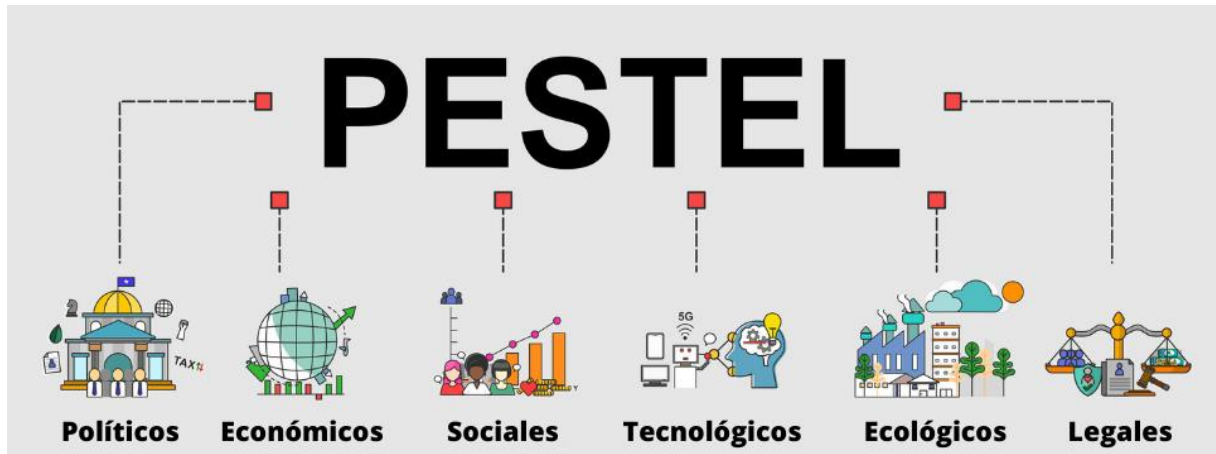 PESTEL
5G
TAX
Políticos
Económicos
Sociales
Tecnológicos
Ecológicos
Legales